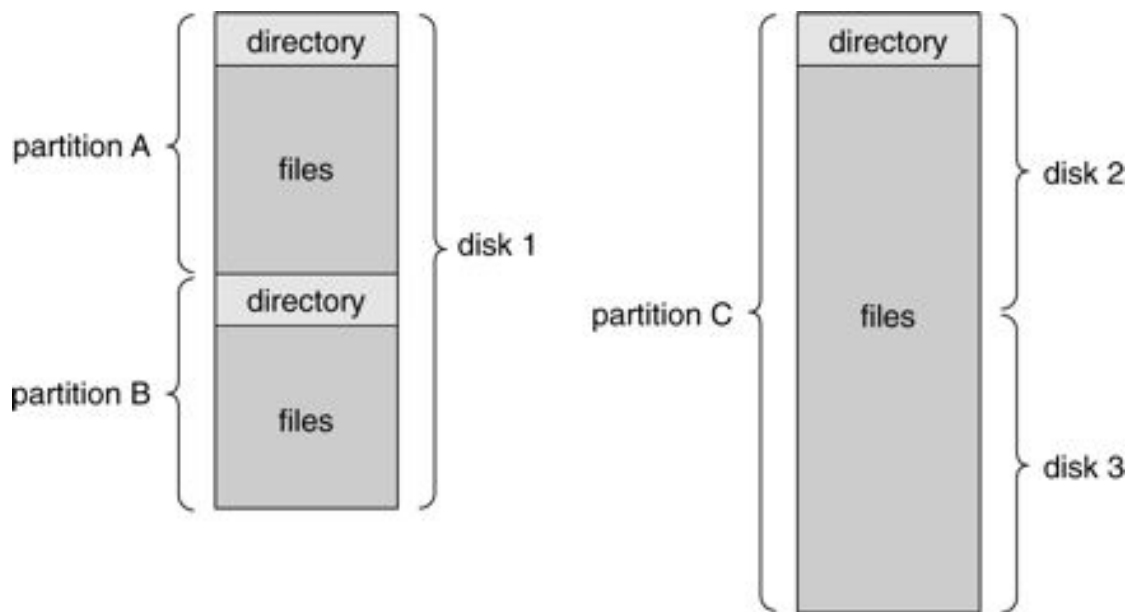 directory
partition A
files
disk 1
directory
partition B
files
directory
disk 2
partition C
files
disk 3